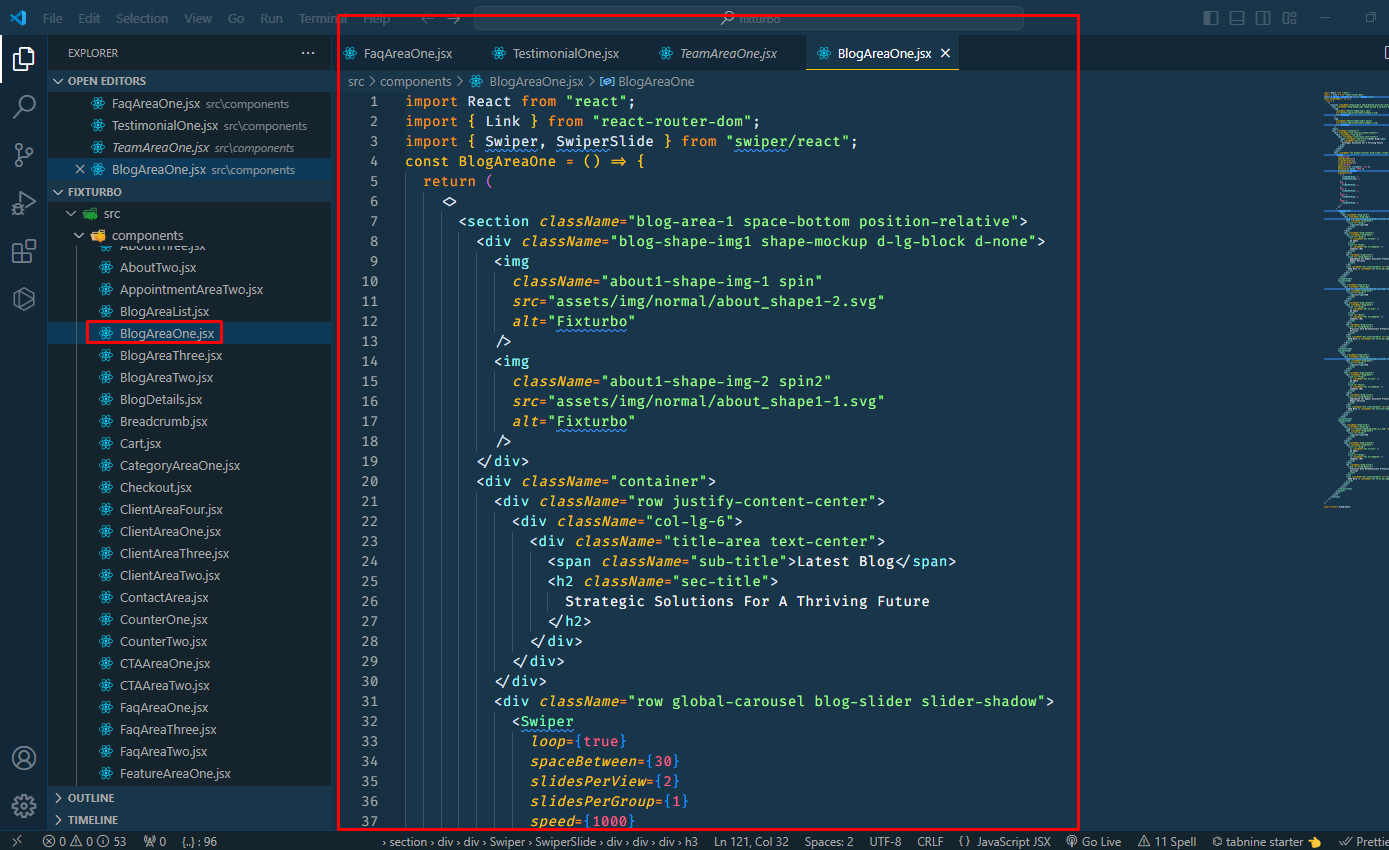 File Edit Selection View Go Run Terminal Help fixturbo
EXPLORER
OPEN EDITORS
FaqAreaOne.jsx src\components
TestimonialOne.jsx src\components
TeamAreaOne.jsx src\components
BlogAreaOne.jsx src\components
FIXTURBO
src
components
AboutThree.jsx
AboutTwo.jsx
AppointmentAreaTwo.jsx
BlogAreaList.jsx
BlogAreaOne.jsx
BlogAreaThree.jsx
BlogAreaTwo.jsx
BlogDetails.jsx
Breadcrumb.jsx
Cart.jsx
CategoryAreaOne.jsx
Checkout.jsx
ClientAreaFour.jsx
ClientAreaOne.jsx
ClientAreaThree.jsx
ClientAreaTwo.jsx
ContactArea.jsx
CounterOne.jsx
CounterTwo.jsx
CTAAreaOne.jsx
CTAAreaTwo.jsx
FaqAreaOne.jsx
FaqAreaThree.jsx
FaqAreaTwo.jsx
FeatureAreaOne.jsx
OUTLINE
TIMELINE
FaqAreaOne.jsx TestimonialOne.jsx TeamAreaOne.jsx BlogAreaOne.jsx
src > components > BlogAreaOne.jsx > BlogAreaOne
1 import React from "react";
2 import { Link } from "react-router-dom";
3 import { Swiper, SwiperSlide } from "swiper/react";
4 const BlogAreaOne = () => {
5 return (
6 <>
7 <section className="blog-area-1 space-bottom position-relative">
8 <div className="blog-shape-img1 shape-mockup d-lg-block d-none">
9 <img
10 className="about1-shape-img-1 spin"
11 src="assets/img/normal/about_shape1-2.svg"
12 alt="Fixturbo"
13 />
14 <img
15 className="about1-shape-img-2 spin2"
16 src="assets/img/normal/about_shape1-1.svg"
17 alt="Fixturbo"
18 />
19 </div>
20 <div className="container">
21 <div className="row justify-content-center">
22 <div className="col-lg-6">
23 <div className="title-area text-center">
24 <span className="sub-title">Latest Blog</span>
25 <h2 className="sec-title">
26 Strategic Solutions For A Thriving Future
27 </h2>
28 </div>
29 </div>
30 </div>
31 <div className="row global-carousel blog-slider slider-shadow">
32 <Swiper
33 loop={true}
34 spaceBetween={30}
35 slidesPerView={2}
36 slidesPerGroup={1}
37 speed={1000}
0 0 53 0 {..} : 96 › section › div › div › Swiper › SwiperSlide › div › div › div › h3 Ln 121, Col 32 Spaces: 2 UTF-8 CRLF {} JavaScript JSX Go Live 11 Spell tabnine starter Prettie